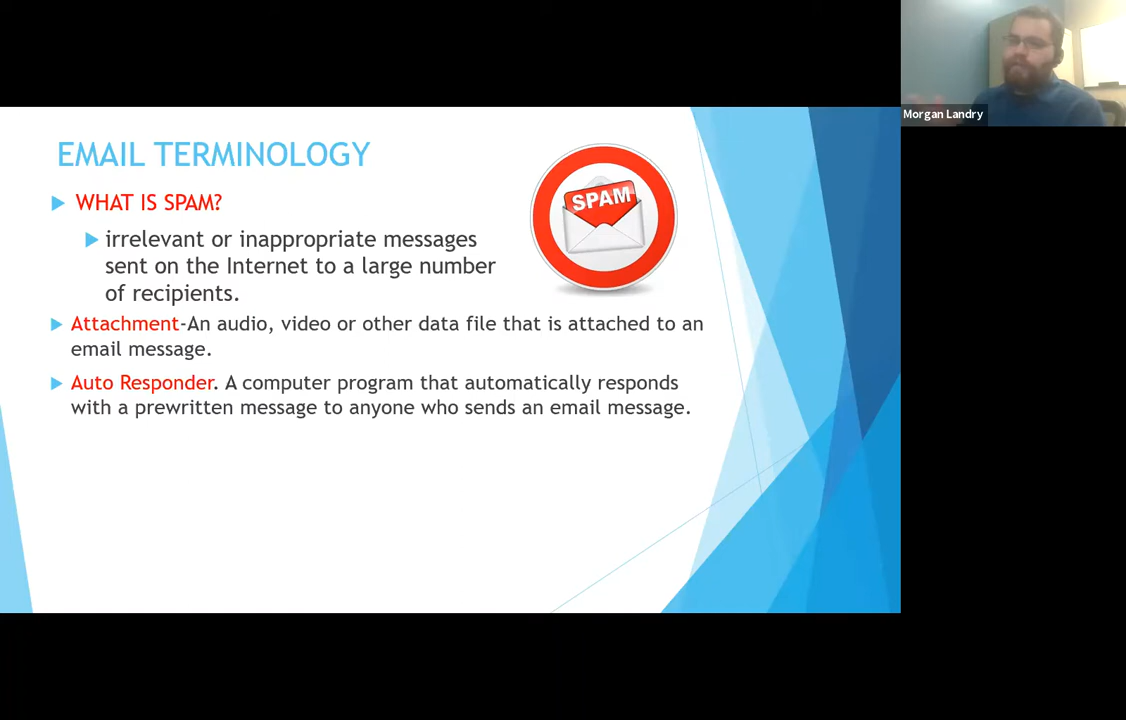 Morgan Landry
EMAIL TERMINOLOGY
WHAT IS SPAM?
irrelevant or inappropriate messages
sent on the Internet to a large number
of recipients.
SPAM
Attachment-An audio, video or other data file that is attached to an
email message.
Auto Responder. A computer program that automatically responds
with a prewritten message to anyone who sends an email message.